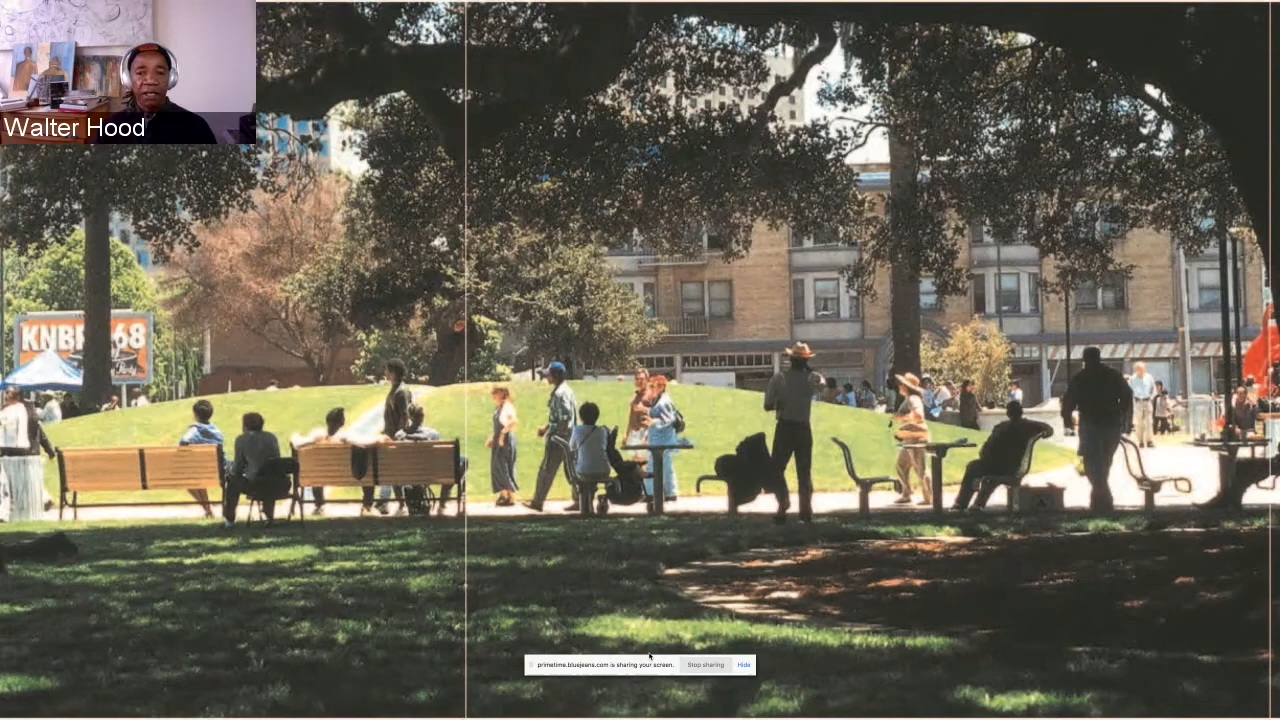 Walter Hood
KNBR 68
primetime.bluejeans.com is sharing your screen. Stop sharing Hide